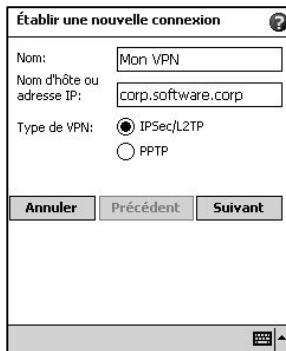 Établir une nouvelle connexion ?
Nom: Mon VPN
Nom d'hôte ou
adresse IP: corp.software.corp
Type de VPN: IPSec/L2TP
PPTP
Annuler Précédent Suivant